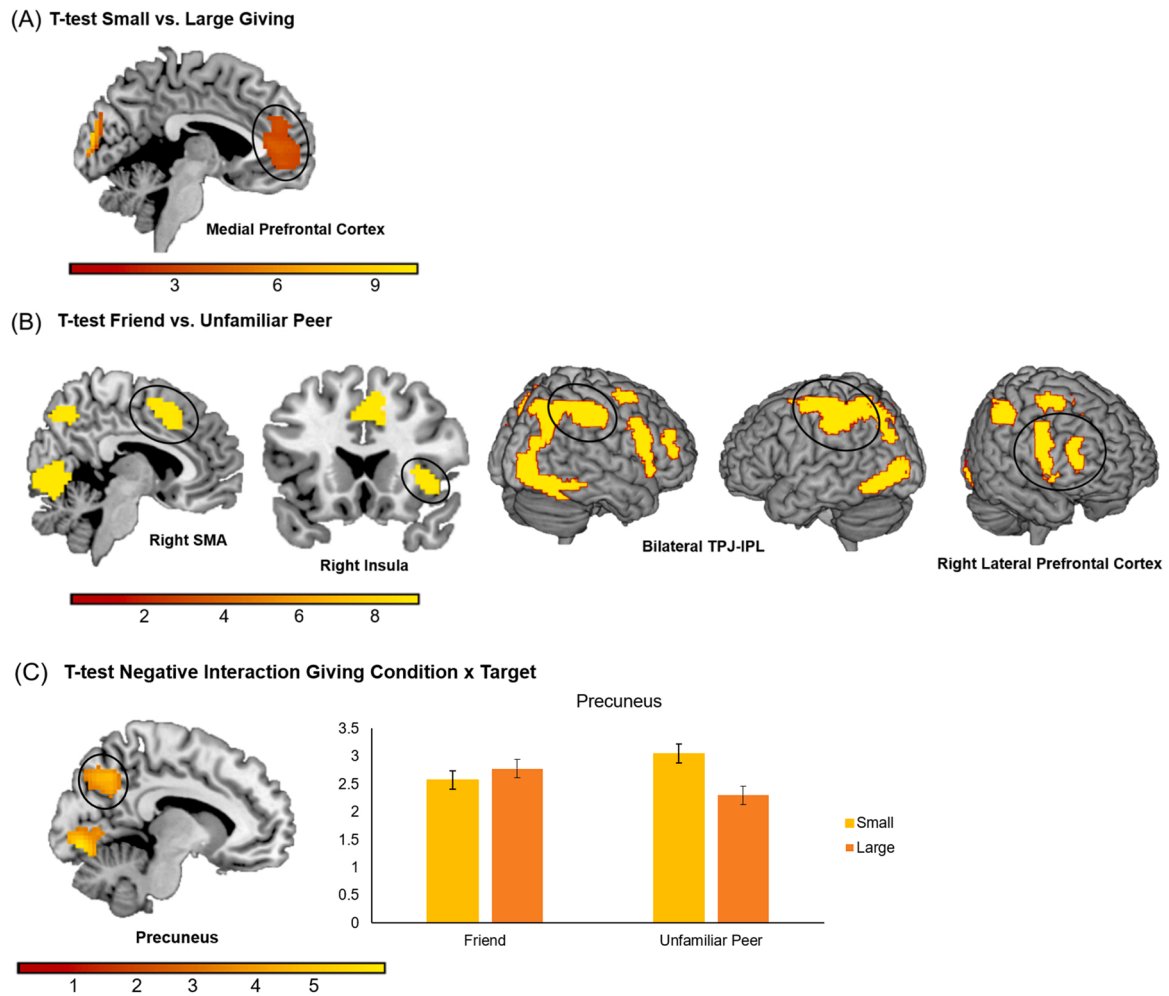 (A) T-test Small vs. Large Giving
Medial Prefrontal Cortex
3 6 9
(B) T-test Friend vs. Unfamiliar Peer
Right SMA
Right Insula
Bilateral TPJ-IPL
Right Lateral Prefrontal Cortex
2 4 6 8
(C) T-test Negative Interaction Giving Condition x Target
Precuneus
3.5
3
2.5
2
1.5
1
0.5
0
Friend Unfamiliar Peer
Small
Large
Precuneus
1 2 3 4 5